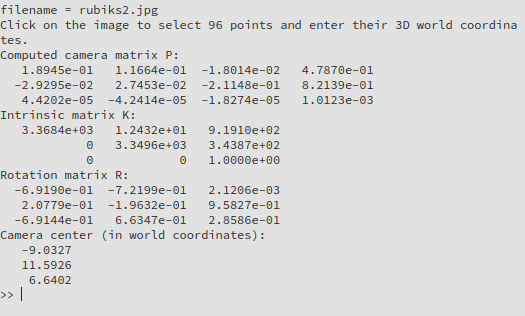 filename = rubiks2.jpg
Click on the image to select 96 points and enter their 3D world coordina
tes.
Computed camera matrix P:
1.8945e-01 1.1664e-01 -1.8014e-02 4.7870e-01
-2.9295e-02 2.7453e-02 -2.1148e-01 8.2139e-01
4.4202e-05 -4.2414e-05 -1.8274e-05 1.0123e-03
Intrinsic matrix K:
3.3684e+03 1.2432e+01 9.1910e+02
0 3.3496e+03 3.4387e+02
0 0 1.0000e+00
Rotation matrix R:
-6.9190e-01 -7.2199e-01 2.1206e-03
2.0779e-01 -1.9632e-01 9.5827e-01
-6.9144e-01 6.6347e-01 2.8586e-01
Camera center (in world coordinates):
-9.0327
11.5926
6.6402
>>